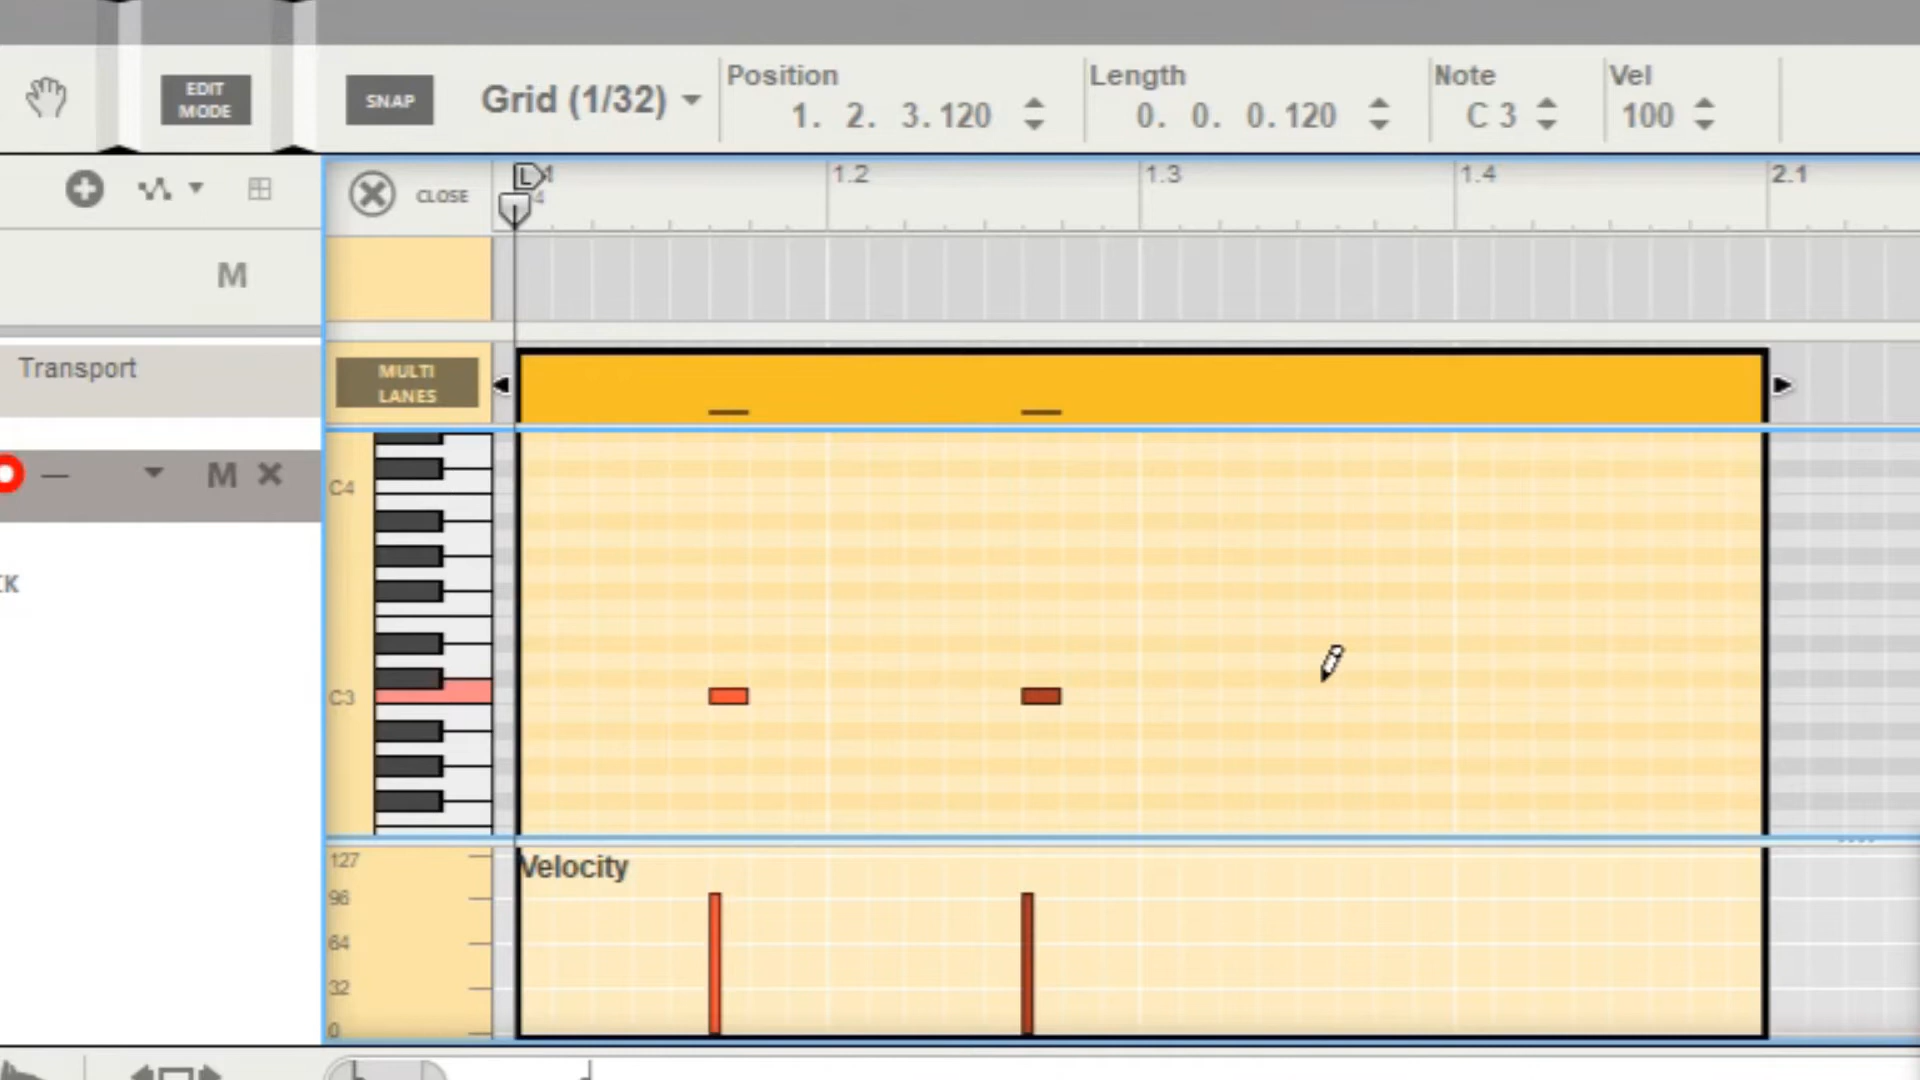 EDIT MODE
SNAP
Grid (1/32)
Position
1. 2. 3.120
Length
0. 0. 0.120
Note
C 3
Vel
100
CLOSE
L
4
1.2
1.3
1.4
2.1
M
Transport
MULTI LANES
M
C4
C3
127
96
64
32
0
Velocity